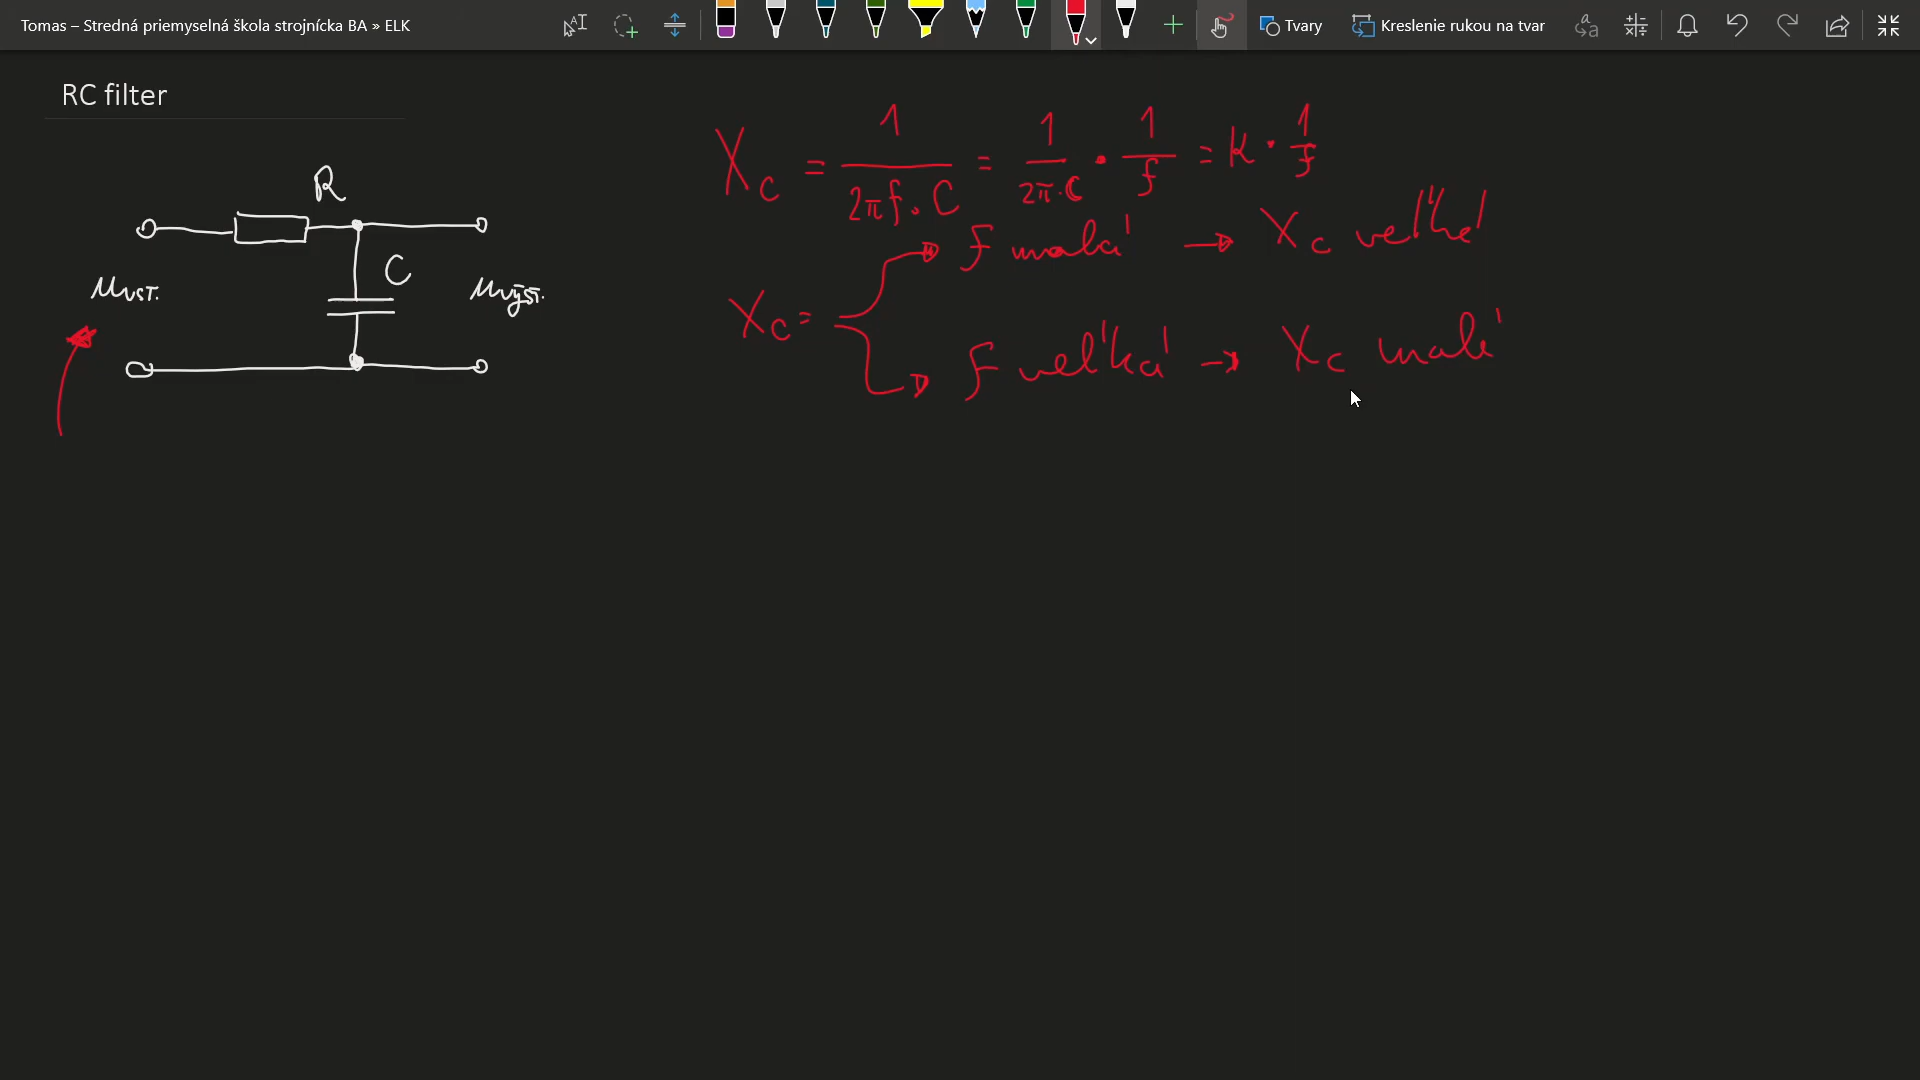 Tomas – Stredná priemyselná škola strojnícka BA » ELK
Tvary
Kreslenie rukou na tvar
RC filter
R
C
Uvst.
Uvýst.
Xc = 1/(2πf.C) = 1/(2π.C) • 1/f = k • 1/f
Xc =
f malá → Xc veľké
f veľká → Xc malé